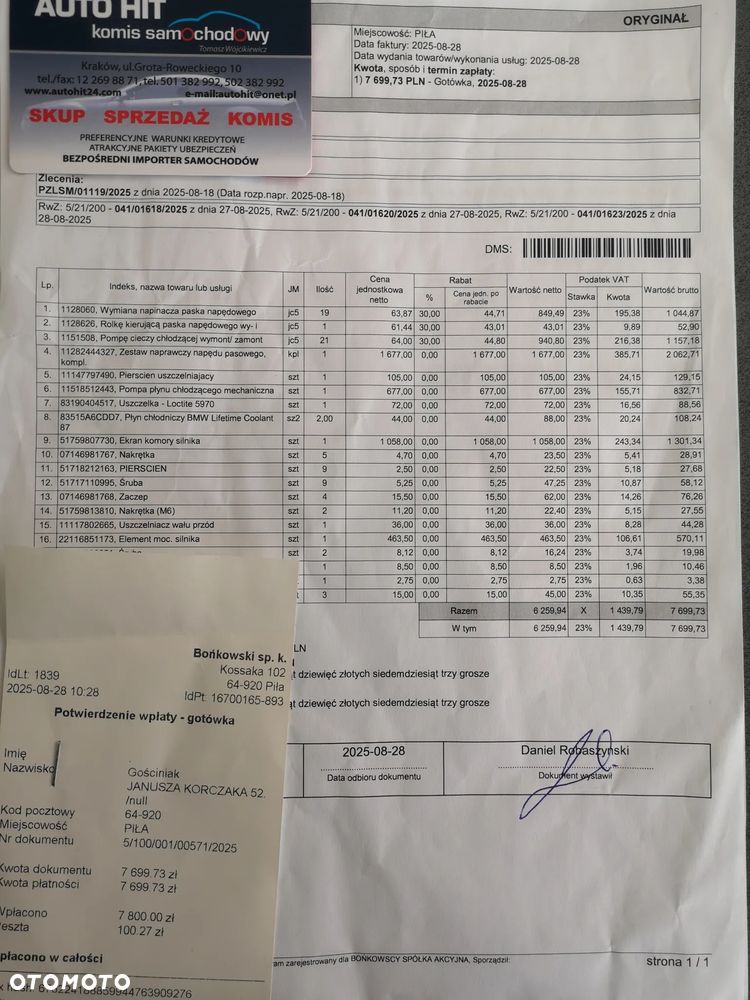 AUTO HIT
komis samochodowy
Tomasz Wójcikiewicz
Kraków, ul.Grota-Roweckiego 10
tel./fax: 12 269 88 71, tel. 501 382 992, 502 382 992
www.autohit24.com e-mail:autohit@onet.pl
SKUP SPRZEDAŻ KOMIS
PREFERENCYJNE WARUNKI KREDYTOWE
ATRAKCYJNE PAKIETY UBEZPIECZEŃ
BEZPOŚREDNI IMPORTER SAMOCHODÓW
ORYGINAŁ
Miejscowość: PIŁA
Data faktury: 2025-08-28
Data wydania towarów/wykonania usług: 2025-08-28
Kwota, sposób i termin zapłaty:
1) 7 699,73 PLN - Gotówka, 2025-08-28
Zlecenia:
PZLSM/01119/2025 z dnia 2025-08-18 (Data rozp.napr. 2025-08-18)
RwZ: 5/21/200 - 041/01618/2025 z dnia 27-08-2025, RwZ: 5/21/200 - 041/01620/2025 z dnia 27-08-2025, RwZ: 5/21/200 - 041/01623/2025 z dnia
28-08-2025
DMS:
Lp. Indeks, nazwa towaru lub usługi JM Ilość Cena jednostkowa netto Rabat % Cena jedn. po rabacie Wartość netto Podatek VAT Stawka Kwota Wartość brutto
1. 1128060, Wymiana napinacza paska napędowego jc5 19 63,87 30,00 44,71 849,49 23% 195,38 1 044,87
2. 1128626, Rolkę kierującą paska napędowego wy- i jc5 1 61,44 30,00 43,01 43,01 23% 9,89 52,90
3. 1151508, Pompę cieczy chłodzącej wymont/ zamont jc5 21 64,00 30,00 44,80 940,80 23% 216,38 1 157,18
4. 11282444327, Zestaw naprawczy napędu pasowego, kpl 1 1 677,00 0,00 1 677,00 1 677,00 23% 385,71 2 062,71
kompl.
5. 11147797490, Pierscien uszczelniajacy szt 1 105,00 0,00 105,00 105,00 23% 24,15 129,15
6. 11518512443, Pompa płynu chłodzącego mechaniczna szt 1 677,00 0,00 677,00 677,00 23% 155,71 832,71
7. 83190404517, Uszczelka - Loctite 5970 szt 1 72,00 0,00 72,00 72,00 23% 16,56 88,56
8. 83515A6CDD7, Płyn chłodniczy BMW Lifetime Coolant sz2 2,00 44,00 0,00 44,00 88,00 23% 20,24 108,24
87
9. 51759807730, Ekran komory silnika szt 1 1 058,00 0,00 1 058,00 1 058,00 23% 243,34 1 301,34
10. 07146981767, Nakrętka szt 5 4,70 0,00 4,70 23,50 23% 5,41 28,91
11. 51718212163, PIERSCIEN szt 9 2,50 0,00 2,50 22,50 23% 5,18 27,68
12. 51717110995, Śruba szt 9 5,25 0,00 5,25 47,25 23% 10,87 58,12
13. 07146981768, Zaczep szt 4 15,50 0,00 15,50 62,00 23% 14,26 76,26
14. 51759813810, Nakrętka (M6) szt 2 11,20 0,00 11,20 22,40 23% 5,15 27,55
15. 11117802665, Uszczelniacz wału przód szt 1 36,00 0,00 36,00 36,00 23% 8,28 44,28
16. 22116851173, Element moc. silnika szt 1 463,50 0,00 463,50 463,50 23% 106,61 570,11
szt 2 8,12 0,00 8,12 16,24 23% 3,74 19,98
1 8,50 0,00 8,50 8,50 23% 1,96 10,46
1 2,75 0,00 2,75 2,75 23% 0,63 3,38
3 15,00 0,00 15,00 45,00 23% 10,35 55,35
Razem 6 259,94 X 1 439,79 7 699,73
W tym 6 259,94 23% 1 439,79 7 699,73
LN
t dziewięć złotych siedemdziesiąt trzy grosze
t dziewięć złotych siedemdziesiąt trzy grosze
2025-08-28
Data odbioru dokumentu
Daniel Robaszyński
Dokument wystawił
Bońkowski sp. k.
Kossaka 102
64-920 Piła
IdLt: 1839
2025-08-28 10:28 IdPt: 16700165-893
Potwierdzenie wpłaty - gotówka
Imię
Nazwisko Gościniak
JANUSZA KORCZAKA 52.
/null
Kod pocztowy 64-920
Miejscowość PIŁA
Nr dokumentu 5/100/001/00571/2025
Kwota dokumentu 7 699.73 zł
Kwota płatności 7 699.73 zł
Wpłacono 7 800.00 zł
eszta 100.27 zł
płacono w całości
am zarejestrowany dla BOŃKOWSCY SPÓŁKA AKCYJNA, Sporządził:
strona 1 / 1
OTOMOTO